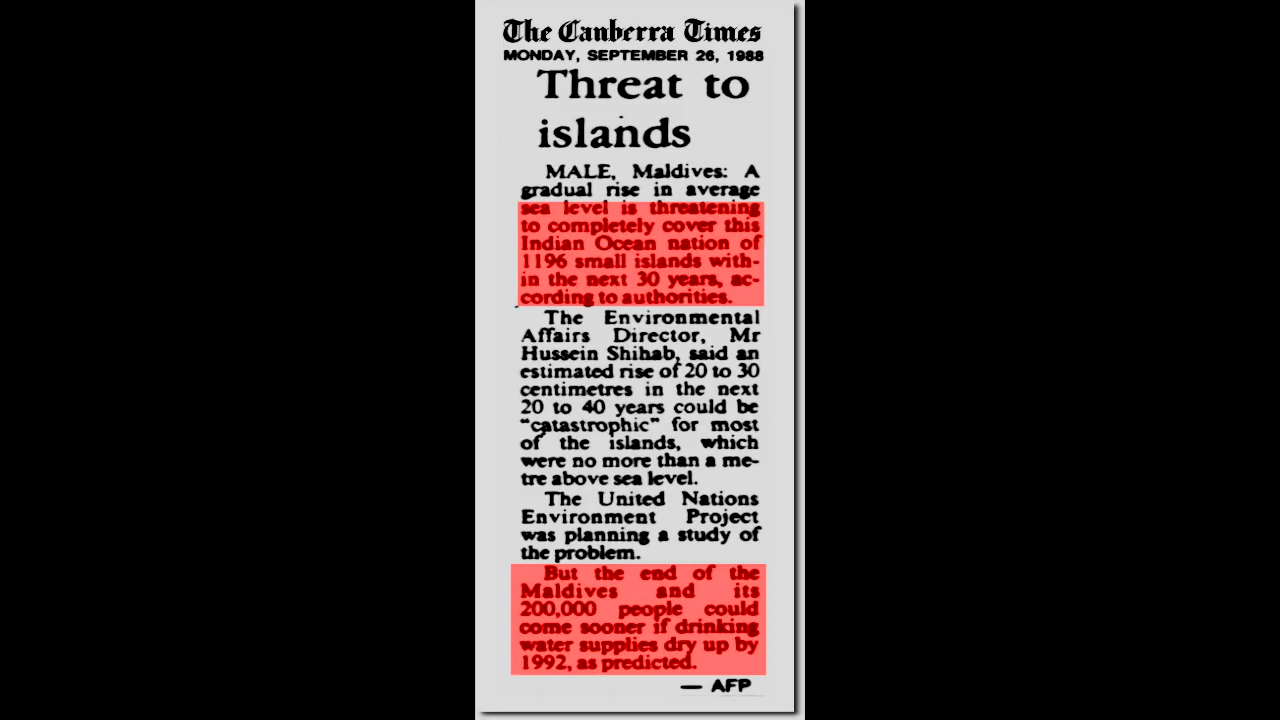 The Canberra Times
MONDAY, SEPTEMBER 26, 1988
Threat to
islands
MALE, Maldives: A
gradual rise in average
sea level is threatening
to completely cover this
Indian Ocean nation of
1196 small islands with-
in the next 30 years, ac-
cording to authorities.
The Environmental
Affairs Director, Mr
Hussein Shihab, said an
estimated rise of 20 to 30
centimetres in the next
20 to 40 years could be
"catastrophic" for most
of the islands, which
were no more than a me-
tre above sea level.
The United Nations
Environment Project
was planning a study of
the problem.
But the end of the
Maldives and its
200,000 people could
come sooner if drinking
water supplies dry up by
1992, as predicted.
— AFP